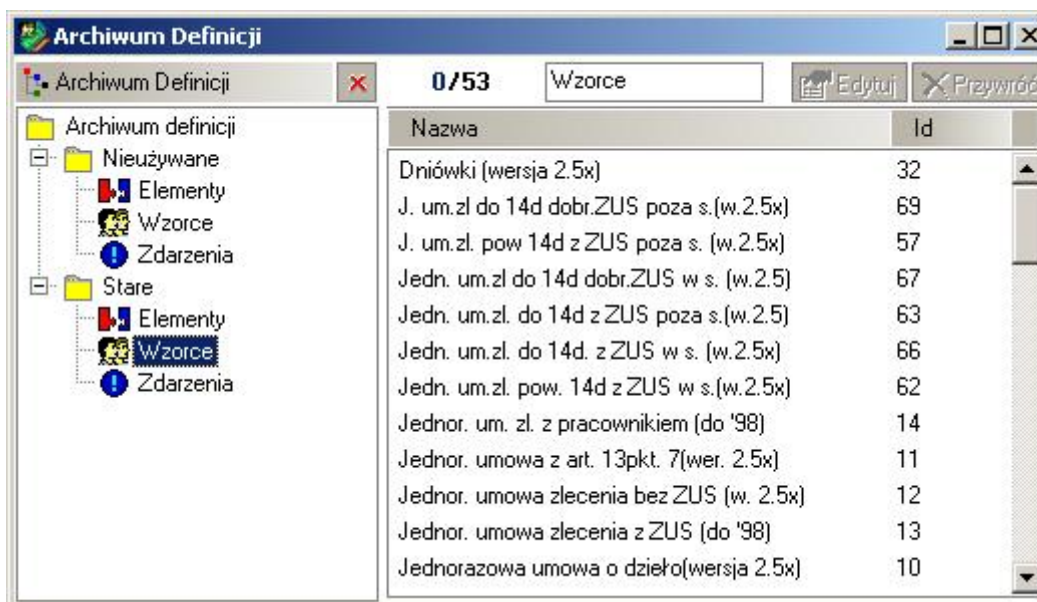 Archiwum Definicji
Archiwum Definicji 0/53 Wzorce Edytuj Przywróć
Archiwum definicji
Nieużywane
Elementy
Wzorce
Zdarzenia
Stare
Elementy
Wzorce
Zdarzenia
Nazwa Id
Dniówki (wersja 2.5x) 32
J. um.zl do 14d dobr.ZUS poza s.(w.2.5x) 69
J. um.zl. pow 14d z ZUS poza s. (w.2.5x) 57
Jedn. um.zl do 14d dobr.ZUS w s. (w.2.5) 67
Jedn. um.zl. do 14d z ZUS poza s.(w.2.5) 63
Jedn. um.zl. do 14d. z ZUS w s. (w.2.5x) 66
Jedn. um.zl. pow. 14d z ZUS w s.(w.2.5x) 62
Jednor. um. zl. z pracownikiem (do '98) 14
Jednor. umowa z art. 13pkt. 7(wer. 2.5x) 11
Jednor. umowa zlecenia bez ZUS (w. 2.5x) 12
Jednor. umowa zlecenia z ZUS (do '98) 13
Jednorazowa umowa o dzieło(wersja 2.5x) 10